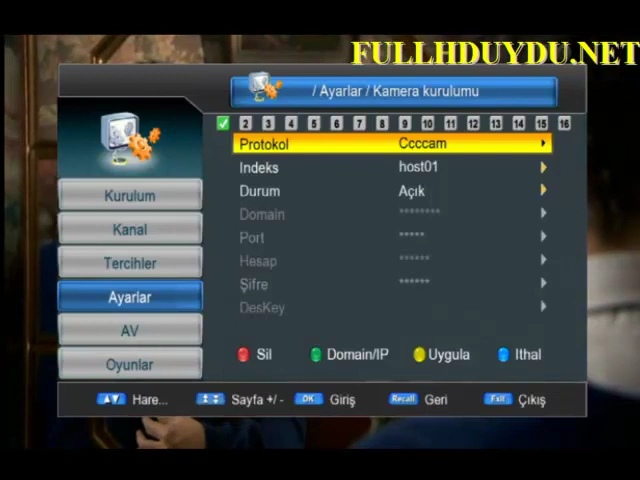 FULLHDUYDU.NET
/ Ayarlar / Kamera kurulumu
2 3 4 5 6 7 8 9 10 11 12 13 14 15 16
Protokol Ccccam
Indeks host01
Durum Açık
Domain ********
Port *****
Hesap ******
Şifre ******
DesKey
Kurulum
Kanal
Tercihler
Ayarlar
AV
Oyunlar
Sil Domain/IP Uygula Ithal
Hare... Sayfa +/- OK Giriş Recall Geri Exit Çıkış